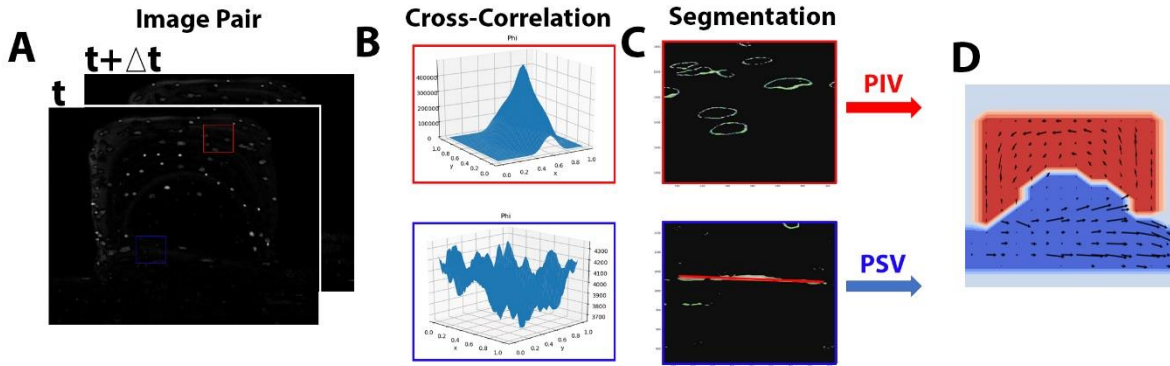 Image Pair
Cross-Correlation
Segmentation
A
B
C
D
t+△t
t
Phi
400000
300000
200000
100000
0
1.0
0.8
0.6
0.4
0.2
0.0
y
0.0
0.2
0.4
0.6
0.8
1.0
x
PIV
Phi
4300
4200
4100
4000
3900
3800
3700
0.0
0.2
0.4
0.6
0.8
1.0
x
0.0
0.2
0.4
0.6
0.8
1.0
y
PSV